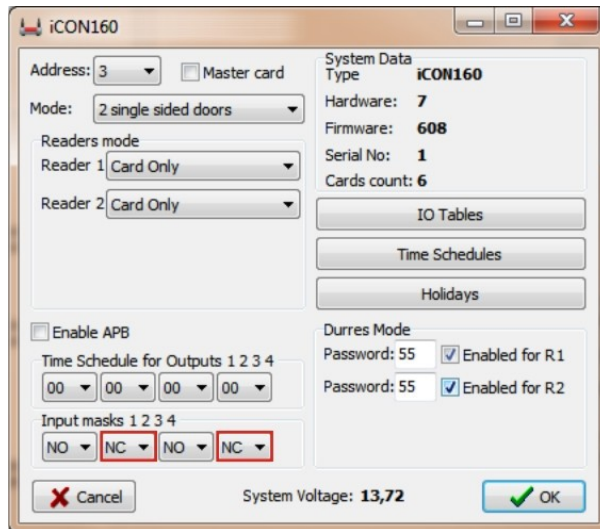 iCON160
Address: 3 Master card
Mode: 2 single sided doors
Readers mode
Reader 1 Card Only
Reader 2 Card Only
System Data
Type iCON160
Hardware: 7
Firmware: 608
Serial No: 1
Cards count: 6
IO Tables
Time Schedules
Holidays
Enable APB
Time Schedule for Outputs 1 2 3 4
00 00 00 00
Input masks 1 2 3 4
NO NC NO NC
Durres Mode
Password: 55 Enabled for R1
Password: 55 Enabled for R2
Cancel
System Voltage: 13,72
OK